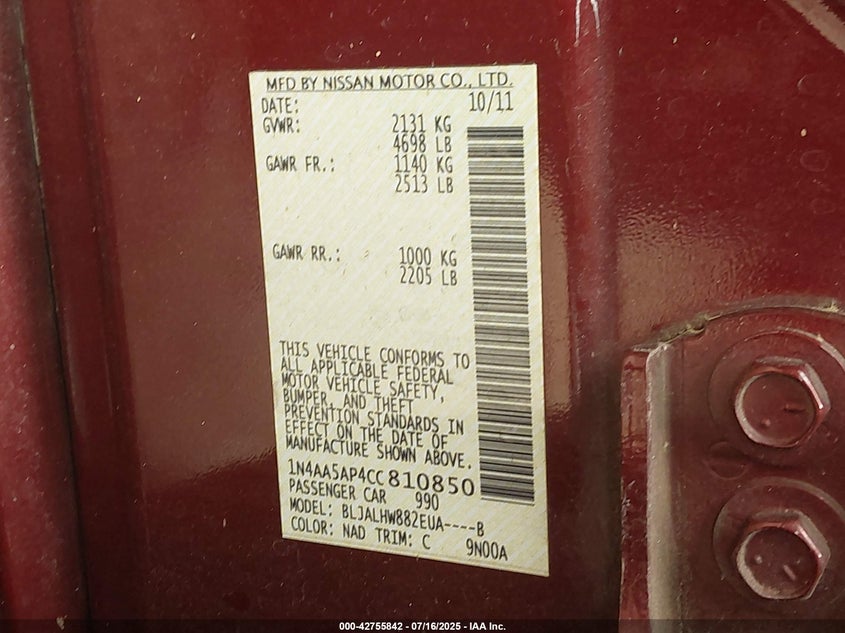 MFD BY NISSAN MOTOR CO., LTD.
DATE: 10/11
GVWR: 2131 KG
4698 LB
GAWR FR.: 1140 KG
2513 LB
GAWR RR.: 1000 KG
2205 LB
THIS VEHICLE CONFORMS TO
ALL APPLICABLE FEDERAL
MOTOR VEHICLE SAFETY,
BUMPER, AND THEFT
PREVENTION STANDARDS IN
EFFECT ON THE DATE OF
MANUFACTURE SHOWN ABOVE.
1N4AA5AP4CC810850
PASSENGER CAR 990
MODEL: BLJALHW882EUA----B
COLOR: NAD TRIM: C 9N00A
000-42755842 - 07/16/2025 - IAA Inc.